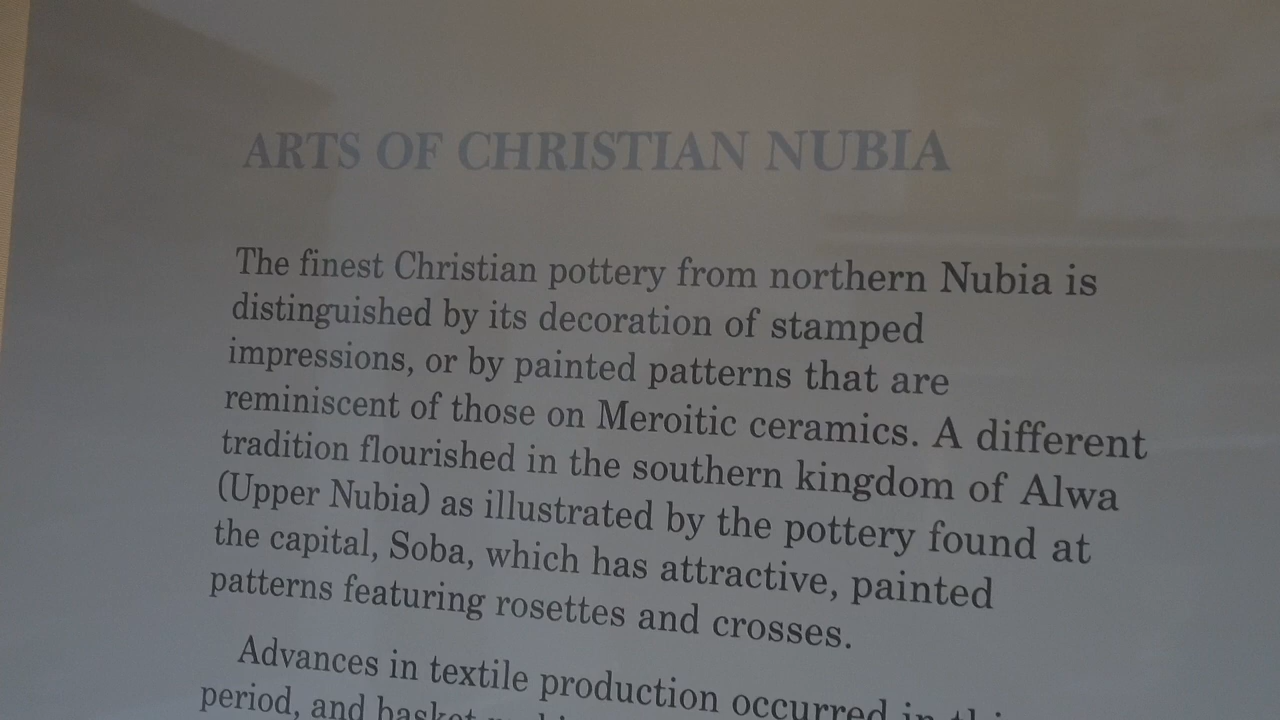 ARTS OF CHRISTIAN NUBIA
The finest Christian pottery from northern Nubia is
distinguished by its decoration of stamped
impressions, or by painted patterns that are
reminiscent of those on Meroitic ceramics. A different
tradition flourished in the southern kingdom of Alwa
(Upper Nubia) as illustrated by the pottery found at
the capital, Soba, which has attractive, painted
patterns featuring rosettes and crosses.
Advances in textile production occurred in
period, and